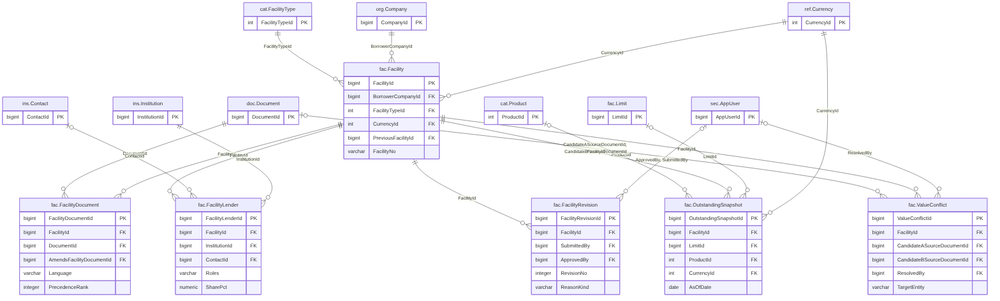 cat.FacilityType
int FacilityTypeId PK
org.Company
bigint CompanyId PK
ref.Currency
int CurrencyId PK
FacilityTypeId
BorrowerCompanyId
CurrencyId
fac.Facility
bigint FacilityId PK
bigint BorrowerCompanyId FK
int FacilityTypeId FK
int CurrencyId FK
bigint PreviousFacilityId FK
varchar FacilityNo
ins.Contact
bigint ContactId PK
ins.Institution
bigint InstitutionId PK
doc.Document
bigint DocumentId PK
cat.Product
int ProductId PK
fac.Limit
bigint LimitId PK
sec.AppUser
bigint AppUserId PK
CurrencyId
DocumentId
ContactId
FacilityId
FacilityId
InstitutionId
CandidateASourceDocumentId,
CandidateBSourceDocumentId
FacilityId
ProductId
FacilityId
LimitId
ApprovedBy, SubmittedBy
ResolvedBy
FacilityId
fac.FacilityDocument
bigint FacilityDocumentId PK
bigint FacilityId FK
bigint DocumentId FK
bigint AmendsFacilityDocumentId FK
varchar Language
integer PrecedenceRank
fac.FacilityLender
bigint FacilityLenderId PK
bigint FacilityId FK
bigint InstitutionId FK
bigint ContactId FK
varchar Roles
numeric SharePct
fac.FacilityRevision
bigint FacilityRevisionId PK
bigint FacilityId FK
bigint SubmittedBy FK
bigint ApprovedBy FK
integer RevisionNo
varchar ReasonKind
fac.OutstandingSnapshot
bigint OutstandingSnapshotId PK
bigint FacilityId FK
bigint LimitId FK
int ProductId FK
int CurrencyId FK
date AsOfDate
fac.ValueConflict
bigint ValueConflictId PK
bigint FacilityId FK
bigint CandidateASourceDocumentId FK
bigint CandidateBSourceDocumentId FK
bigint ResolvedBy FK
varchar TargetEntity